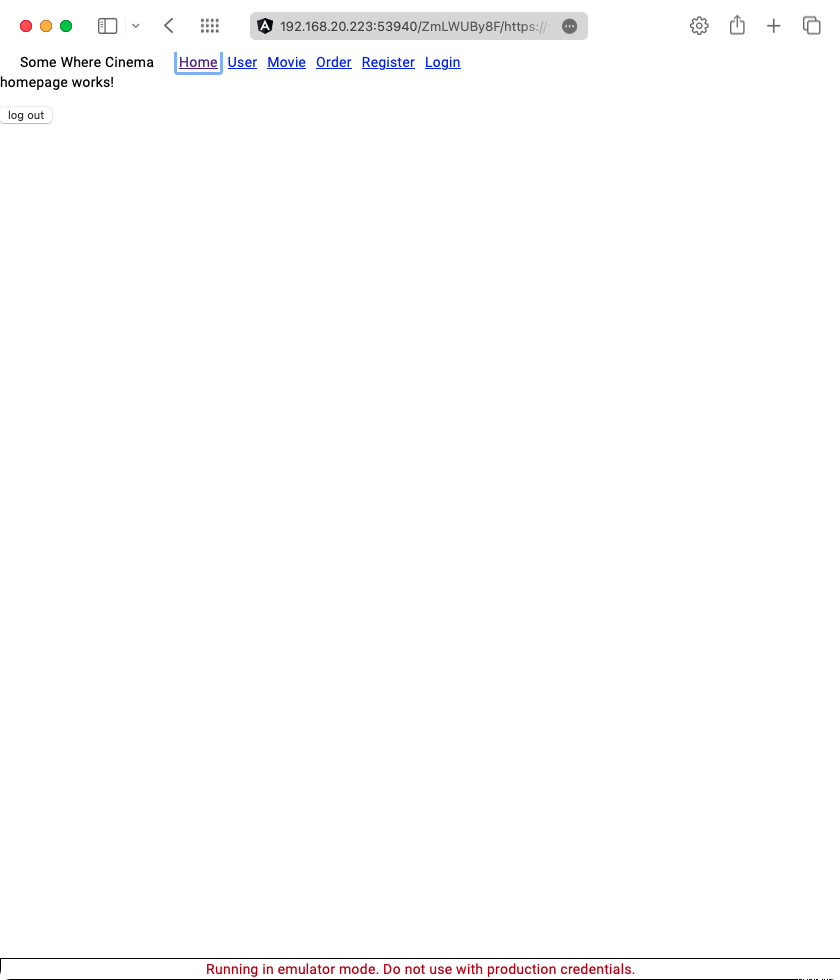 192.168.20.223:53940/ZmLWUBy8F/https://
Some Where Cinema Home User Movie Order Register Login
homepage works!
log out
Running in emulator mode. Do not use with production credentials.